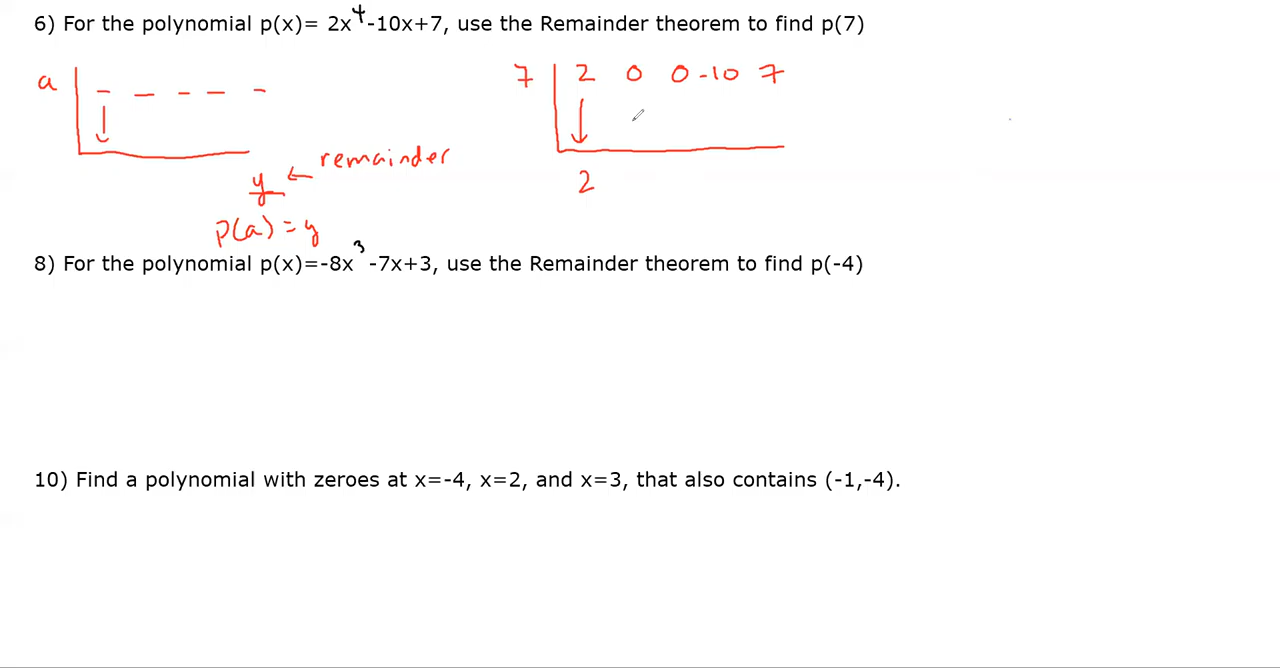 6) For the polynomial p(x)= 2x⁴-10x+7, use the Remainder theorem to find p(7)
a
7 2 0 0 -10 7
remainder
y
2
P(a) = y
8) For the polynomial p(x)=-8x³ -7x+3, use the Remainder theorem to find p(-4)
10) Find a polynomial with zeroes at x=-4, x=2, and x=3, that also contains (-1,-4).